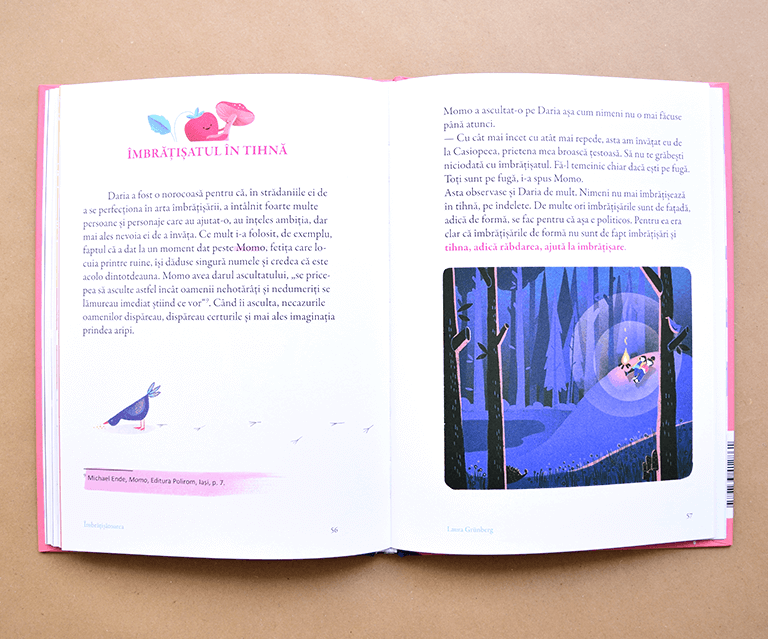 ÎMBRĂȚIȘATUL ÎN TIHNĂ
Daria a fost o norocoasă pentru că, în strădaniile ei de
a se perfecționa în arta îmbrățișării, a întâlnit foarte multe
persoane și personaje care au ajutat-o, au înțeles ambiția, dar
mai ales nevoia ei de a învăța. Ce mult i-a folosit, de exemplu,
faptul că a dat la un moment dat peste Momo, fetița care lo-
cuia printre ruine, își dăduse singură numele și credea că este
acolo dintotdeauna. Momo avea darul ascultatului, „se price-
pea să asculte astfel încât oamenii nehotărâți și nedumeriți se
lămureau imediat știind ce vor”⁹. Când îi asculta, necazurile
oamenilor dispăreau, dispăreau certurile și mai ales imaginația
prindea aripi.
⁹ Michael Ende, Momo, Editura Polirom, Iași, p. 7.
56
Momo a ascultat-o pe Daria așa cum nimeni nu o mai făcuse
până atunci.
— Cu cât mai încet cu atât mai repede, asta am învățat eu de
la Casiopeea, prietena mea broască țestoasă. Să nu te grăbești
niciodată cu îmbrățișatul. Fă-l temeinic chiar dacă ești pe fugă.
Toți sunt pe fugă, i-a spus Momo.
Asta observase și Daria de mult. Nimeni nu mai îmbrățișează
în tihnă, pe îndelete. De multe ori îmbrățișările sunt de fațadă,
adică de formă, se fac pentru că așa e politicos. Pentru ea era
clar că îmbrățișările de formă nu sunt de fapt îmbrățișări și
tihna, adică răbdarea, ajută la îmbrățișare.
Laura Grünberg
57